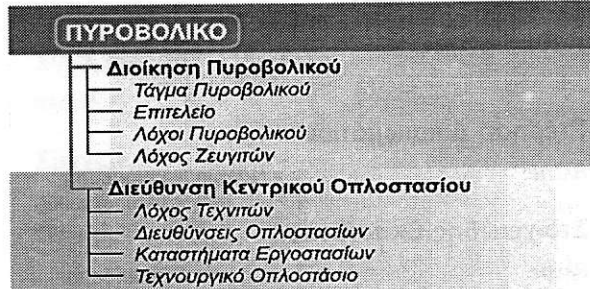 ΠΥΡΟΒΟΛΙΚΟ
Διοίκηση Πυροβολικού
Τάγμα Πυροβολικού
Επιτελείο
Λόχοι Πυροβολικού
Λόχος Ζευγιτών
Διεύθυνση Κεντρικού Οπλοστασίου
Λόχος Τεχνιτών
Διευθύνσεις Οπλοστασίων
Καταστήματα Εργοστασίων
Τεχνουργικό Οπλοστάσιο